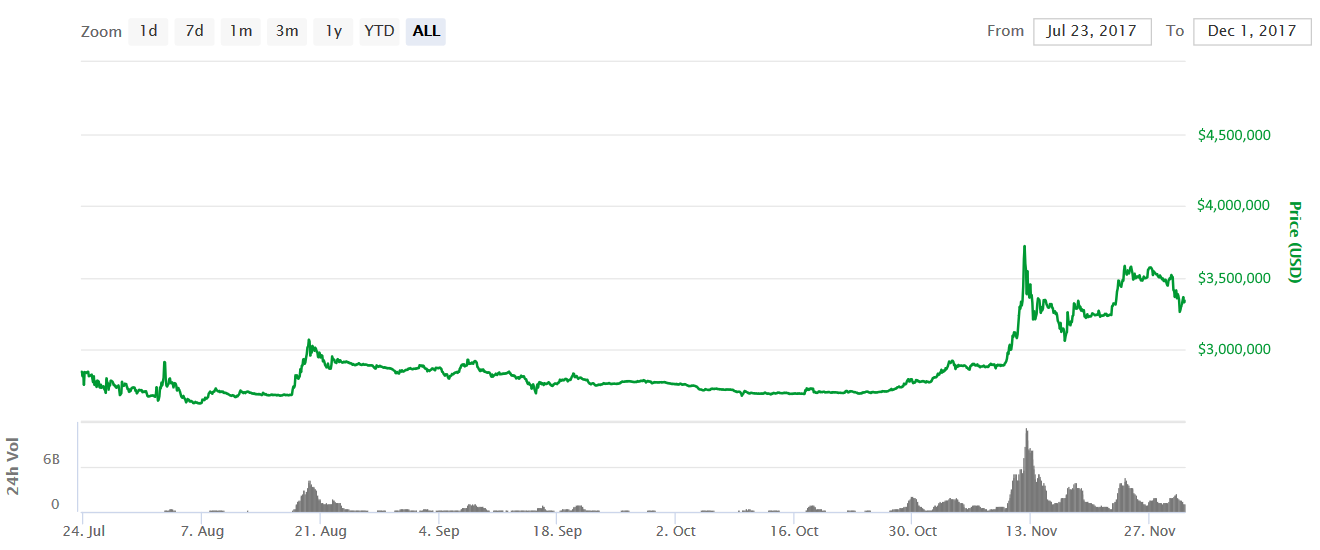 Zoom 1d 7d 1m 3m 1y YTD ALL From Jul 23, 2017 To Dec 1, 2017
$4,500,000
$4,000,000
$3,500,000
$3,000,000
Price (USD)
24h Vol
6B
0
24. Jul 7. Aug 21. Aug 4. Sep 18. Sep 2. Oct 16. Oct 30. Oct 13. Nov 27. Nov